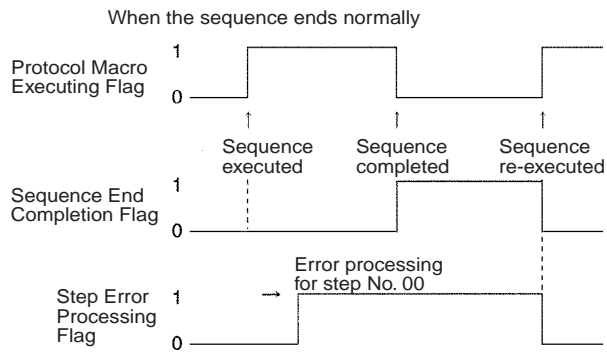 When the sequence ends normally
Protocol Macro
Executing Flag
1
0
Sequence
executed
Sequence
completed
Sequence
re-executed
Sequence End
Completion Flag
1
0
Error processing
for step No. 00
Step Error
Processing
Flag
1
0